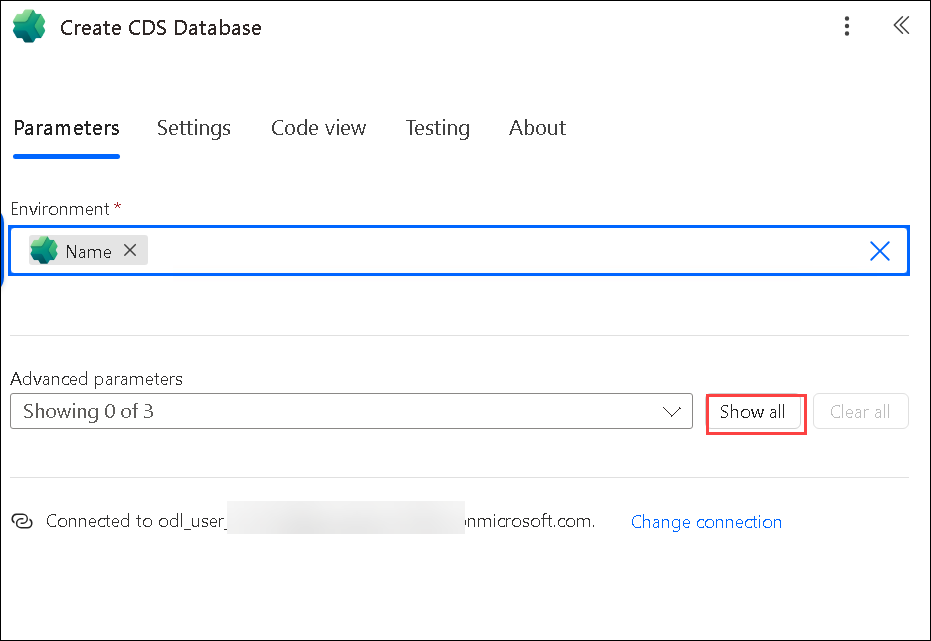 Create CDS Database
Parameters Settings Code view Testing About
Environment *
Name
Advanced parameters
Showing 0 of 3 Show all Clear all
Connected to odl_user_ onmicrosoft.com. Change connection